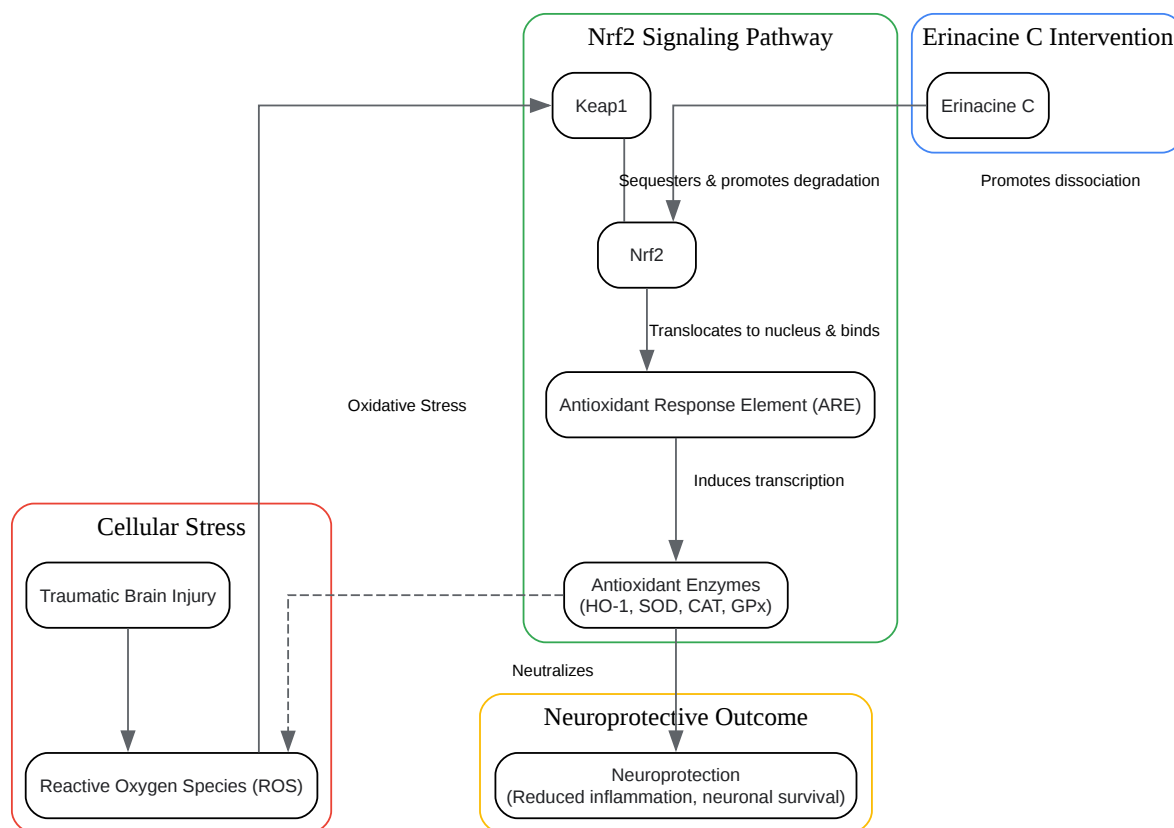 Nrf2 Signaling Pathway
Erinacine C Intervention
Keap1
Erinacine C
Sequesters & promotes degradation
Promotes dissociation
Nrf2
Translocates to nucleus & binds
Oxidative Stress
Antioxidant Response Element (ARE)
Induces transcription
Cellular Stress
Traumatic Brain Injury
Antioxidant Enzymes
(HO-1, SOD, CAT, GPx)
Neutralizes
Neuroprotective Outcome
Reactive Oxygen Species (ROS)
Neuroprotection
(Reduced inflammation, neuronal survival)